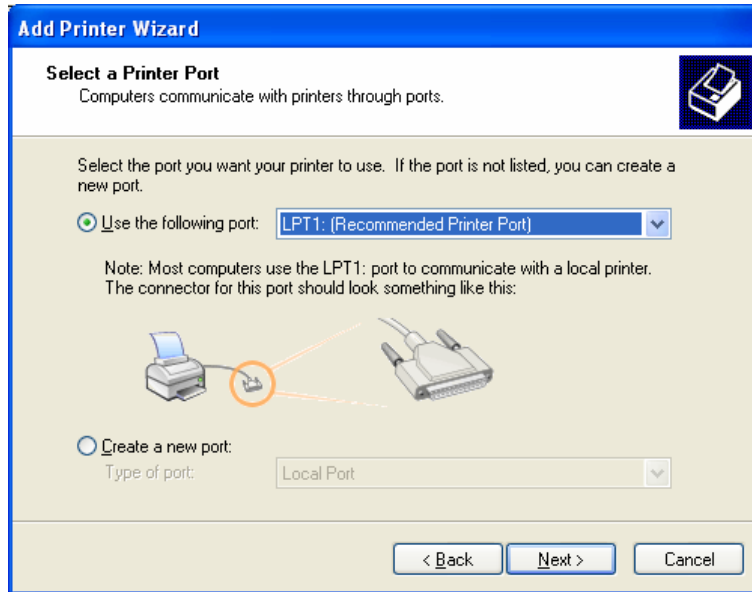 Add Printer Wizard
Select a Printer Port
Computers communicate with printers through ports.
Select the port you want your printer to use. If the port is not listed, you can create a
new port.
Use the following port: LPT1: (Recommended Printer Port)
Note: Most computers use the LPT1: port to communicate with a local printer.
The connector for this port should look something like this:
Create a new port:
Type of port: Local Port
< Back Next > Cancel